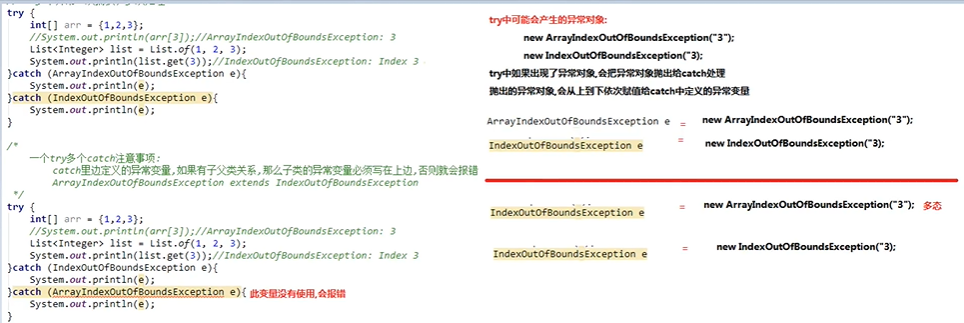 try {
int[] arr = {1,2,3};
//System.out.println(arr[3]);//ArrayIndexOutOfBoundsException: 3
List<Integer> list = List.of(1, 2, 3);
System.out.println(list.get(3));//IndexOutOfBoundsException: Index 3
}catch (ArrayIndexOutOfBoundsException e){
System.out.println(e);
}catch (IndexOutOfBoundsException e){
System.out.println(e);
}
/*
一个try多个catch注意事项:
catch里边定义的异常变量,如果有子父类关系,那么子类的异常变量必须写在上边,否则就会报错
ArrayIndexOutOfBoundsException extends IndexOutOfBoundsException
*/
try {
int[] arr = {1,2,3};
//System.out.println(arr[3]);//ArrayIndexOutOfBoundsException: 3
List<Integer> list = List.of(1, 2, 3);
System.out.println(list.get(3));//IndexOutOfBoundsException: Index 3
}catch (IndexOutOfBoundsException e){
System.out.println(e);
}catch (ArrayIndexOutOfBoundsException e){ 此变量没有使用,会报错
System.out.println(e);
}
try中可能会产生的异常对象:
new ArrayIndexOutOfBoundsException("3");
new IndexOutOfBoundsException("3);
try中如果出现了异常对象,会把异常对象抛出给catch处理
抛出的异常对象,会从上到下依次赋值给catch中定义的异常变量
ArrayIndexOutOfBoundsException e = new ArrayIndexOutOfBoundsException("3");
IndexOutOfBoundsException e = new IndexOutOfBoundsException("3);
IndexOutOfBoundsException e = new ArrayIndexOutOfBoundsException("3"); 多态
IndexOutOfBoundsException e = new IndexOutOfBoundsException("3);